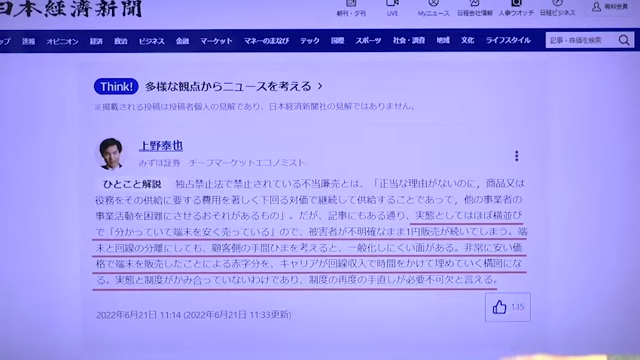 日本経済新聞
朝刊・夕刊 LIVE Myニュース 日経会社情報 人事ウオッチ 日経ビジネス
有料会員
トップ 速報 オピニオン 経済 政治 ビジネス 金融 マーケット マネーのまなび テック 国際 スポーツ 社会・調査 地域 文化 ライフスタイル 記事・株価を検索
Think! 多様な観点からニュースを考える
※掲載される投稿は投稿者個人の見解であり、日本経済新聞社の見解ではありません。
上野泰也
みずほ証券 チーフマーケットエコノミスト
ひとこと解説 独占禁止法で禁止されている不当廉売とは、「正当な理由がないのに、商品又は
役務をその供給に要する費用を著しく下回る対価で継続して供給することであって、他の事業者の
事業活動を困難にさせるおそれがあるもの」。だが、記事にもある通り、実態としてはほぼ横並び
で「分かっていて端末を安く売っている」ので、被害者が不明確なまま1円販売が続いてしまう。端
末と回線の分離にしても、顧客側の手間ひまを考えると、一般化しにくい面がある。非常に安い価
格で端末を販売したことによる赤字分を、キャリアが回線収入で時間をかけて埋めていく構図にな
る。実態と制度がかみ合っていないわけであり、制度の再度の手直しが必要不可欠と言える。
2022年6月21日 11:14 (2022年6月21日 11:33更新)
135